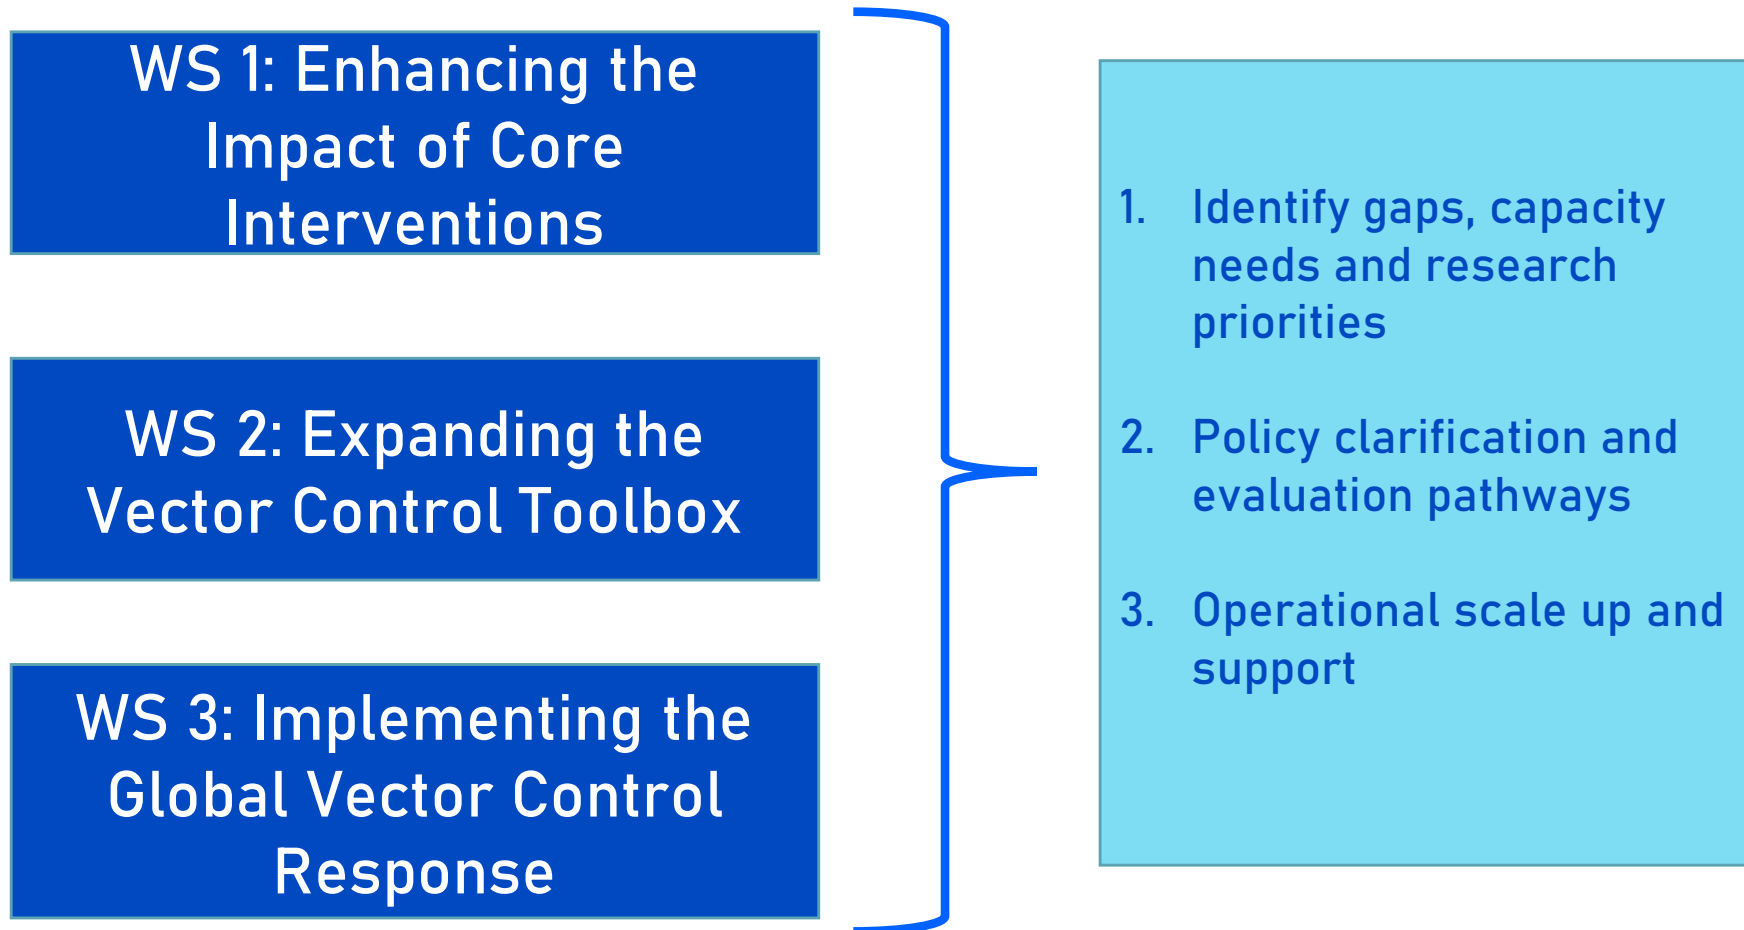 WS 1: Enhancing the
Impact of Core
Interventions
WS 2: Expanding the
Vector Control Toolbox
WS 3: Implementing the
Global Vector Control
Response
1. Identify gaps, capacity
needs and research
priorities
2. Policy clarification and
evaluation pathways
3. Operational scale up and
support